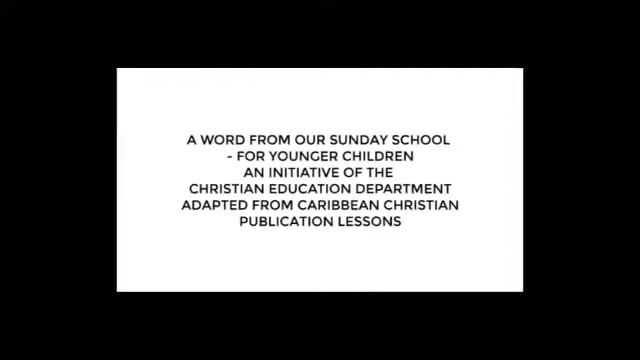 A WORD FROM OUR SUNDAY SCHOOL
- FOR YOUNGER CHILDREN
AN INITIATIVE OF THE
CHRISTIAN EDUCATION DEPARTMENT
ADAPTED FROM CARIBBEAN CHRISTIAN
PUBLICATION LESSONS